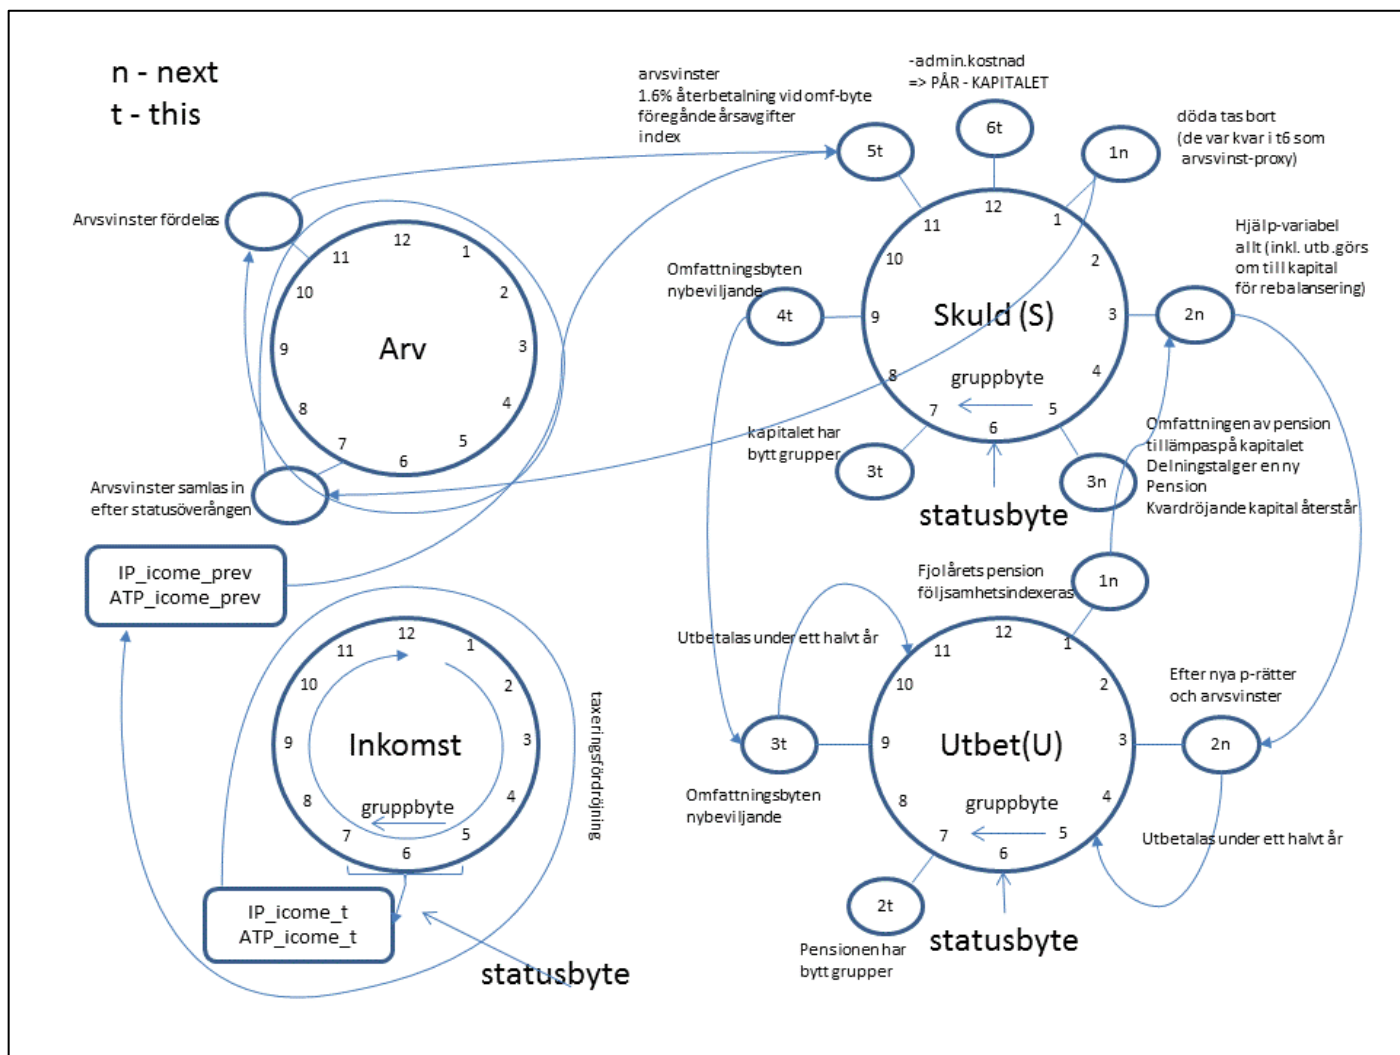 n - next
t - this
arvsvinster
1.6% återbetalning vid omf-byte
föregånde årsavgifter
index
-admin.kostnad
=> PÅR - KAPITALET
5t
6t
1n
döda tas bort
(de var kvar i t6 som
arvsvinst-proxy)
Arvsvinster fördelas
12
1
2
3
4
5
6
7
8
9
10
11
Arv
Arvsvinster samlas in
efter statusöverången
Omfattningsbyten
nybeviljande
4t
12
1
2
3
4
5
6
7
8
9
10
11
Skuld (S)
gruppbyte
2n
Hjälp-variabel
allt (inkl. utb.görs
om till kapital
för rebalansering)
kapitalet har
bytt grupper
3t
3n
statusbyte
Omfattningen av pension
tillämpas på kapitalet
Delningstal ger en ny
Pension
Kvardröjande kapital återstår
IP_icome_prev
ATP_icome_prev
Fjolårets pension
följsamhetsindexeras
1n
12
1
2
3
4
5
6
7
8
9
10
11
Inkomst
gruppbyte
taxeringsfördröjning
IP_icome_t
ATP_icome_t
statusbyte
Utbetalas under ett halvt år
3t
Omfattningsbyten
nybeviljande
12
1
2
3
4
5
6
7
8
9
10
11
Utbet(U)
gruppbyte
Efter nya p-rätter
och arvsvinster
2n
Utbetalas under ett halvt år
2t
Pensionen har
bytt grupper
statusbyte